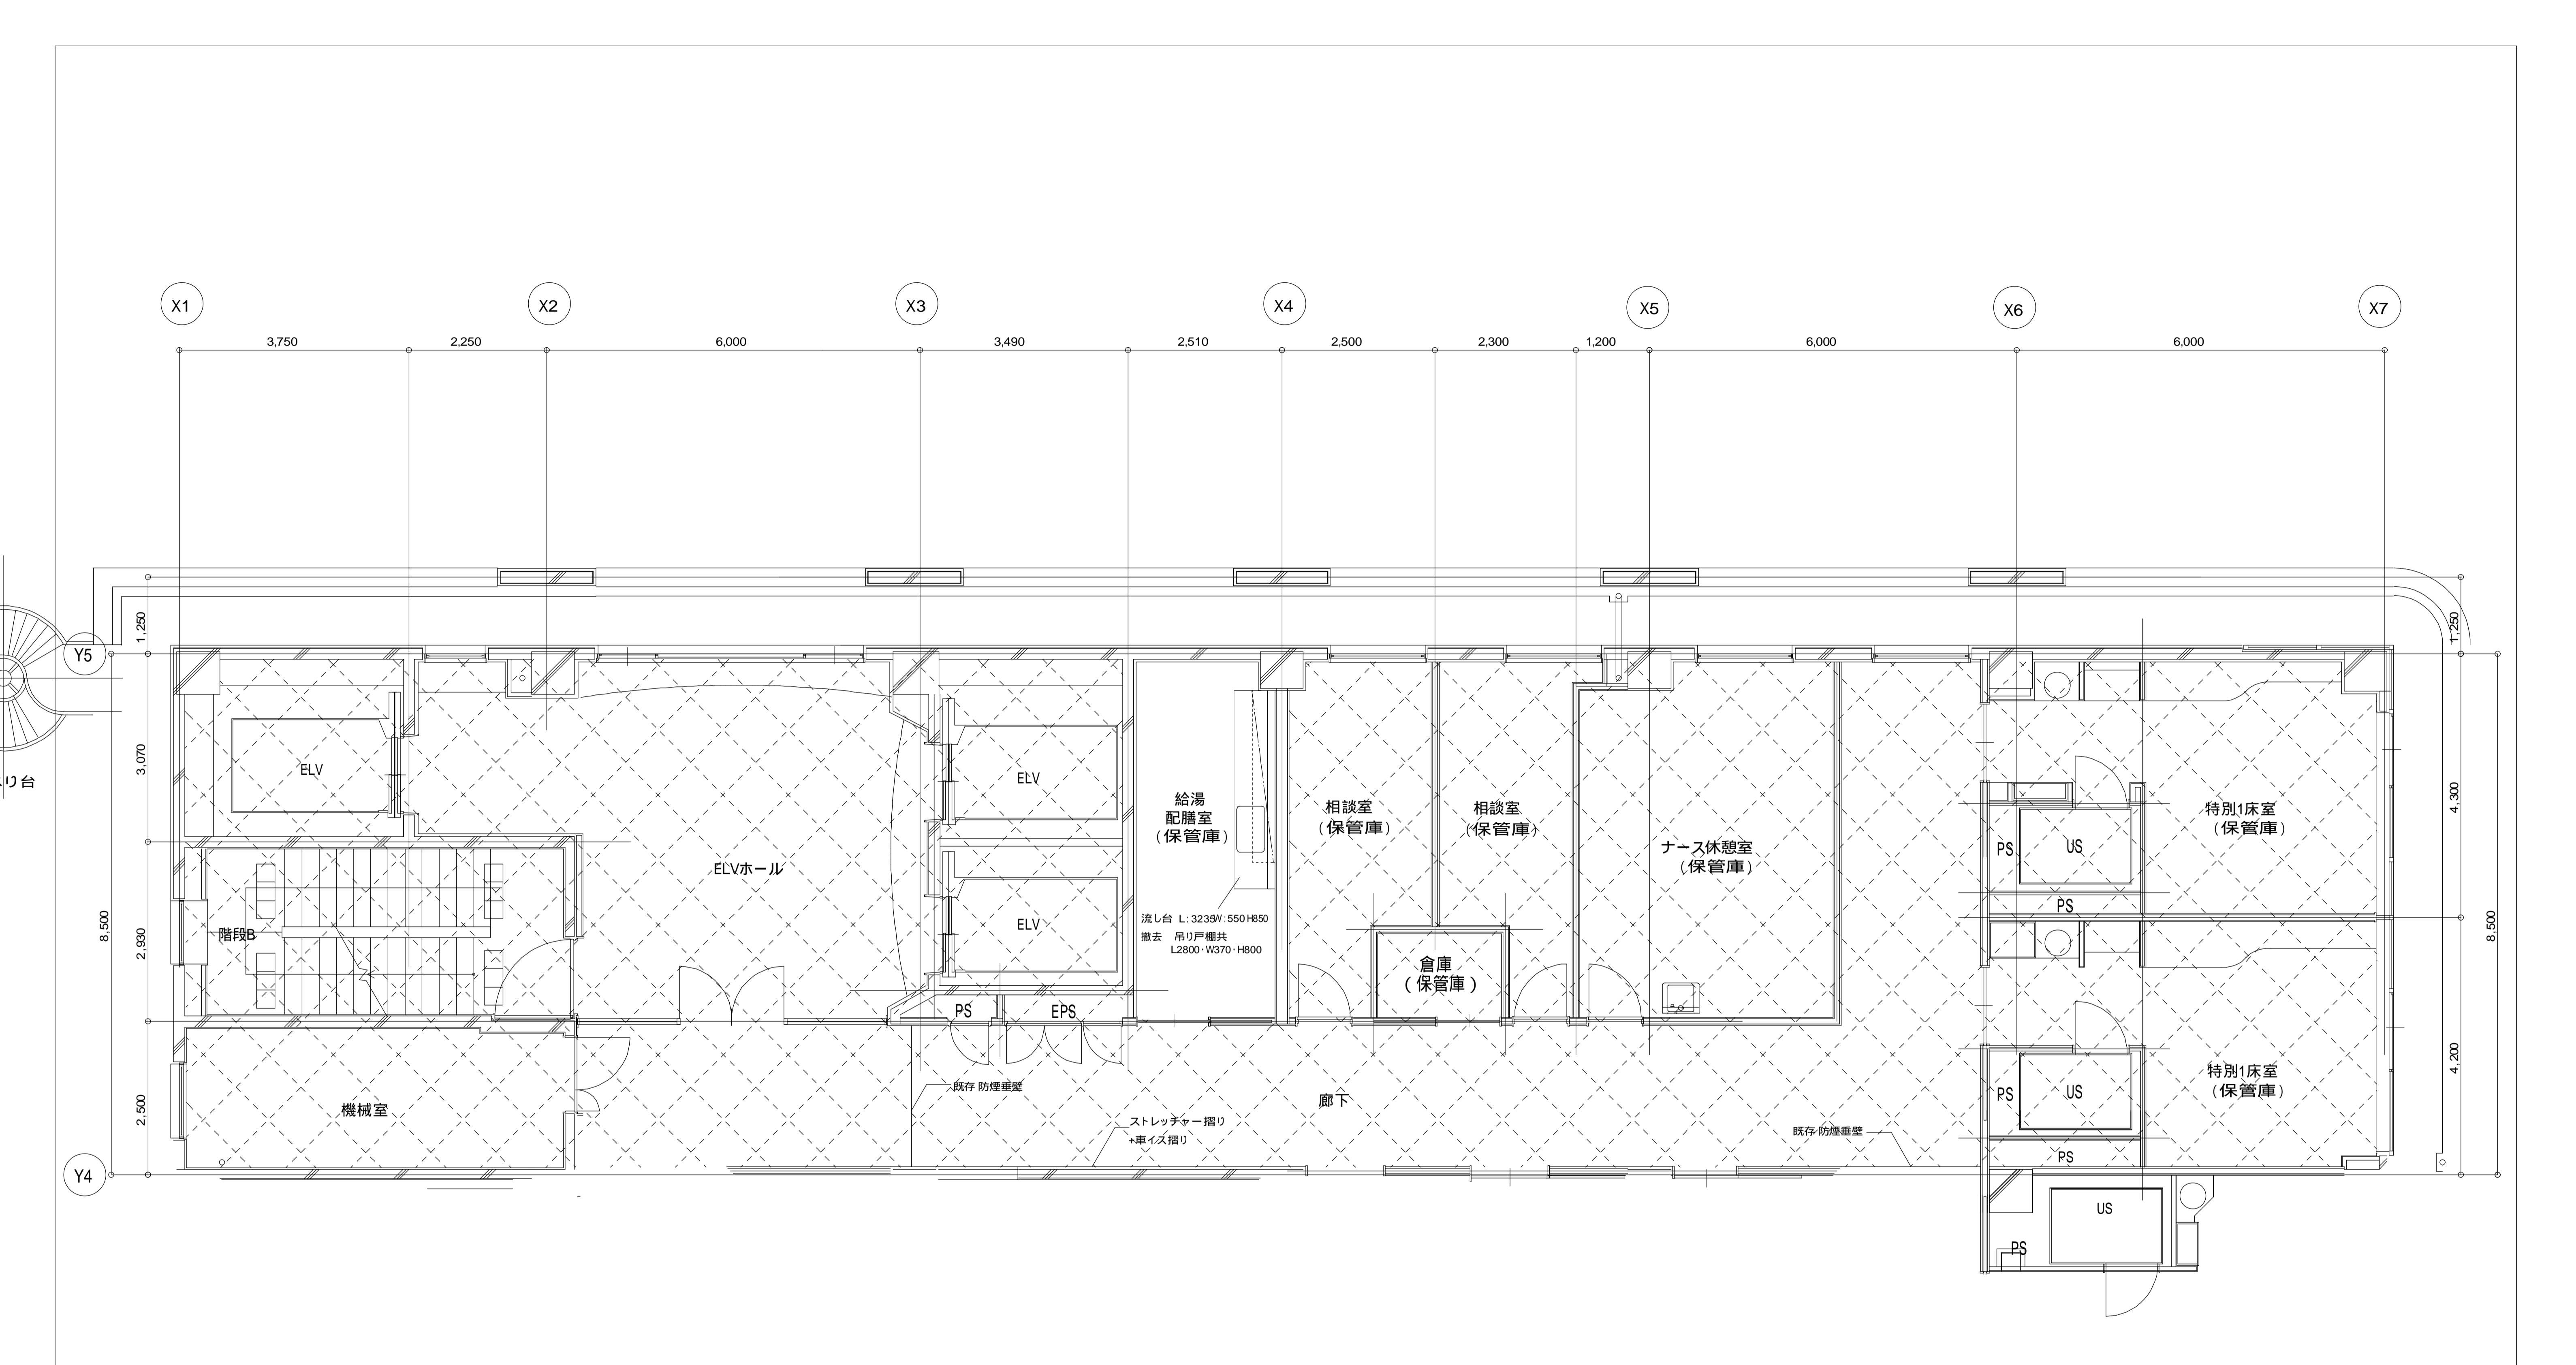 X1
X2
X3
X4
X5
X6
X7
3,750
2,250
6,000
3,490
2,510
2,500
2,300
1,200
6,000
6,000
Y5
1,250
3,070
8,500
2,930
2,500
Y4
1,250
4,300
8,500
4,200
り台
ELV
ELV
ELV
ELVホール
階段B
機械室
給湯
配膳室
(保管庫)
流し台 L:3235W:550H850
撤去 吊り戸棚共
L2800・W370・H800
相談室
(保管庫)
相談室
(保管庫)
倉庫
(保管庫)
ナース休憩室
(保管庫)
特別1床室
(保管庫)
PS
US
PS
特別1床室
(保管庫)
PS
US
PS
PS
EPS
既存 防煙垂壁
廊下
ストレッチャー摺り
+車イス摺り
既存 防煙垂壁
US
PS